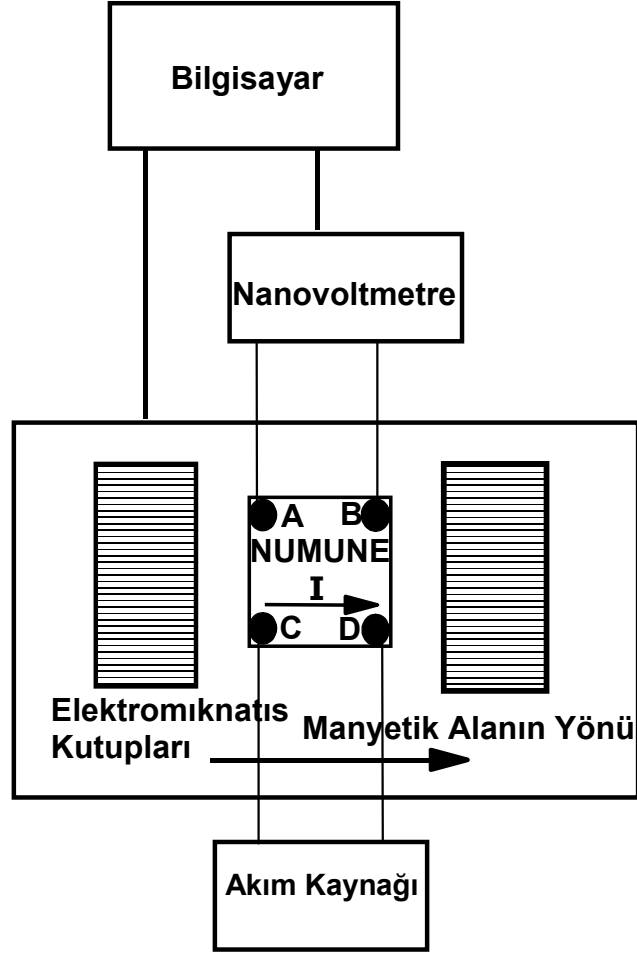 Bilgisayar
Nanovoltmetre
A B
NUMUNE
I
C D
Elektromıknatıs
Kutupları
Manyetik Alanın Yönü
Akım Kaynağı